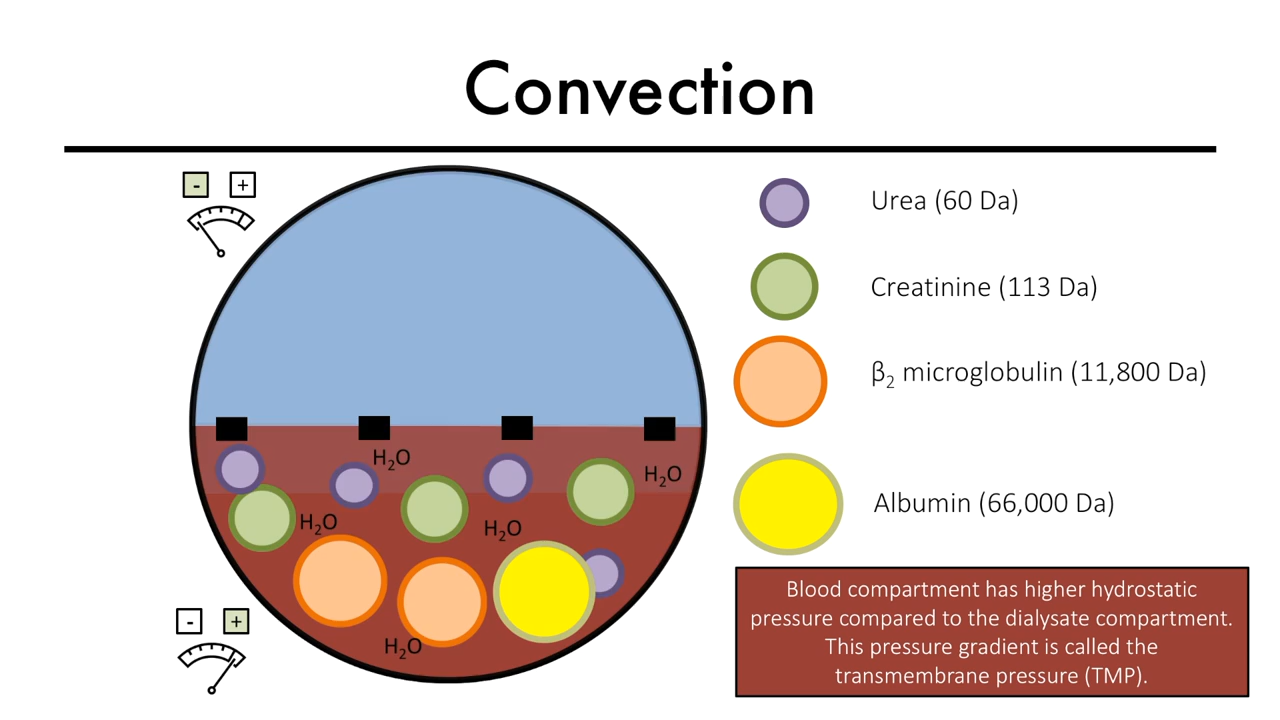 Convection
- +
Urea (60 Da)
Creatinine (113 Da)
β₂ microglobulin (11,800 Da)
H₂O
H₂O
H₂O
H₂O
Albumin (66,000 Da)
- +
H₂O
Blood compartment has higher hydrostatic
pressure compared to the dialysate compartment.
This pressure gradient is called the
transmembrane pressure (TMP).